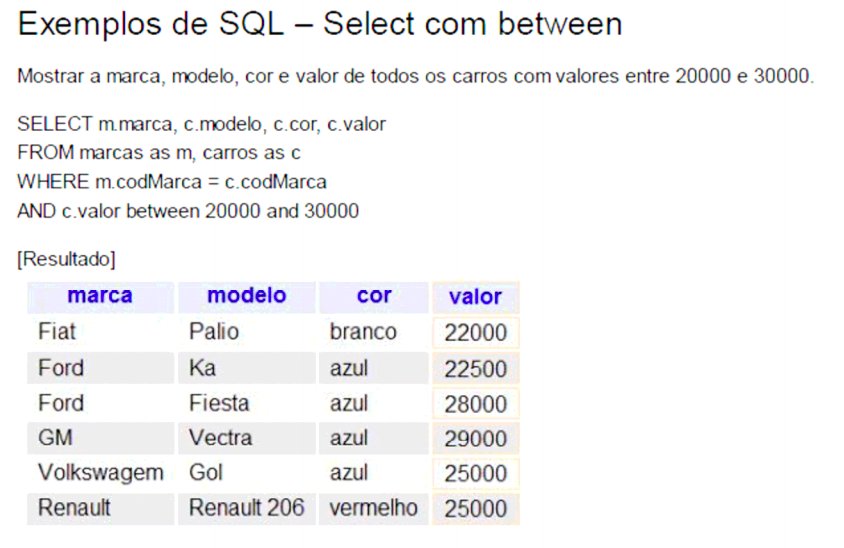 Exemplos de SQL – Select com between
Mostrar a marca, modelo, cor e valor de todos os carros com valores entre 20000 e 30000.
SELECT m.marca, c.modelo, c.cor, c.valor
FROM marcas as m, carros as c
WHERE m.codMarca = c.codMarca
AND c.valor between 20000 and 30000
[Resultado]
marca modelo cor valor
Fiat Palio branco 22000
Ford Ka azul 22500
Ford Fiesta azul 28000
GM Vectra azul 29000
Volkswagem Gol azul 25000
Renault Renault 206 vermelho 25000